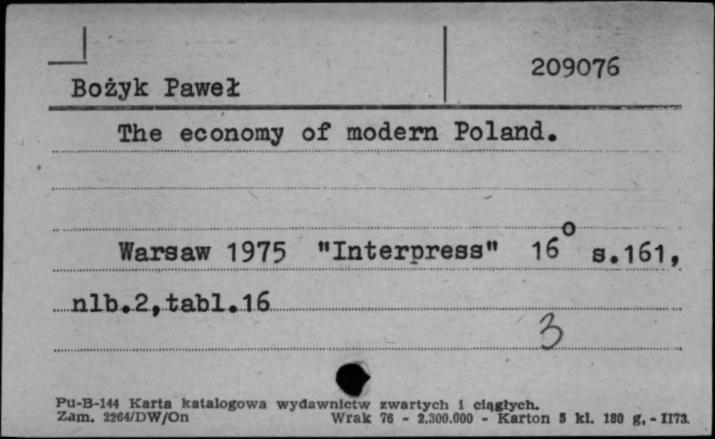 209076
Bożyk Paweł
The economy of modern Poland.
Warsaw 1975 "Interpress" 16° s.161,
nlb.2,tabl.16
3
Pu-B-144 Karta katalogowa wydawnictw zwartych i ciągłych.
Zam. 2264/DW/On Wrak 76 - 2.300.000 - Karton 5 kl. 180 g, - II73.